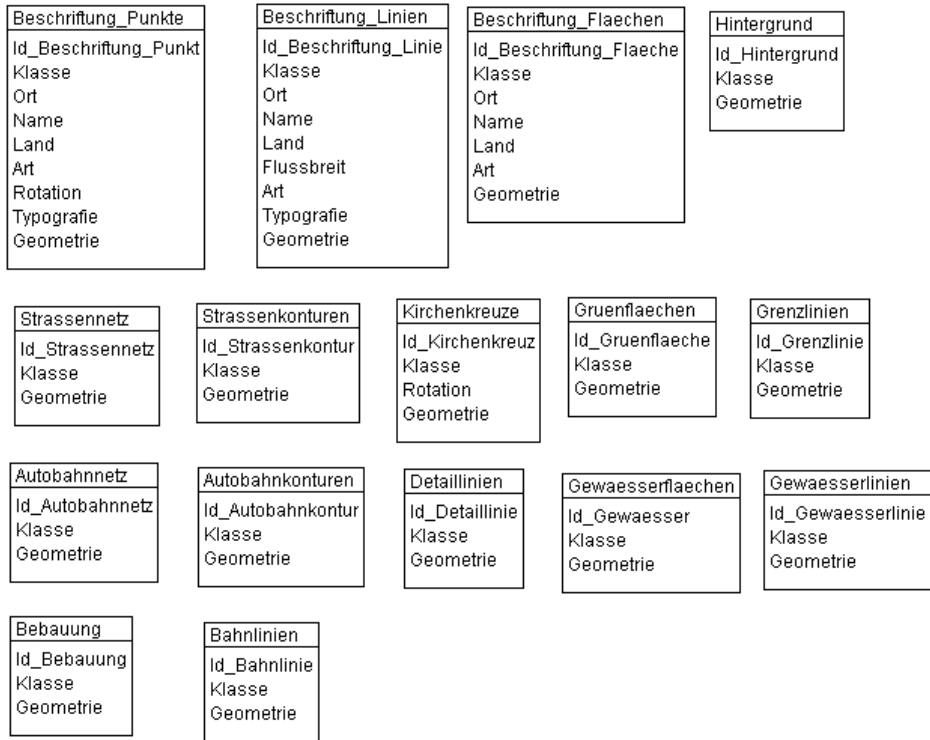 Beschriftung_Punkte
Id_Beschriftung_Punkt
Klasse
Ort
Name
Land
Art
Rotation
Typografie
Geometrie
Beschriftung_Linien
Id_Beschriftung_Linie
Klasse
Ort
Name
Land
Flussbreit
Art
Typografie
Geometrie
Beschriftung_Flaechen
Id_Beschriftung_Flaeche
Klasse
Ort
Name
Land
Art
Geometrie
Hintergrund
Id_Hintergrund
Klasse
Geometrie
Strassennetz
Id_Strassennetz
Klasse
Geometrie
Strassenkonturen
Id_Strassenkontur
Klasse
Geometrie
Kirchenkreuze
Id_Kirchenkreuz
Klasse
Rotation
Geometrie
Gruenflaechen
Id_Gruenflaeche
Klasse
Geometrie
Grenzlinien
Id_Grenzlinie
Klasse
Geometrie
Autobahnnetz
Id_Autobahnnetz
Klasse
Geometrie
Autobahnkonturen
Id_Autobahnkontur
Klasse
Geometrie
Detaillinien
Id_Detaillinie
Klasse
Geometrie
Gewaesserflaechen
Id_Gewaesser
Klasse
Geometrie
Gewaesserlinien
Id_Gewaesserlinie
Klasse
Geometrie
Bebauung
Id_Bebauung
Klasse
Geometrie
Bahnlinien
Id_Bahnlinie
Klasse
Geometrie